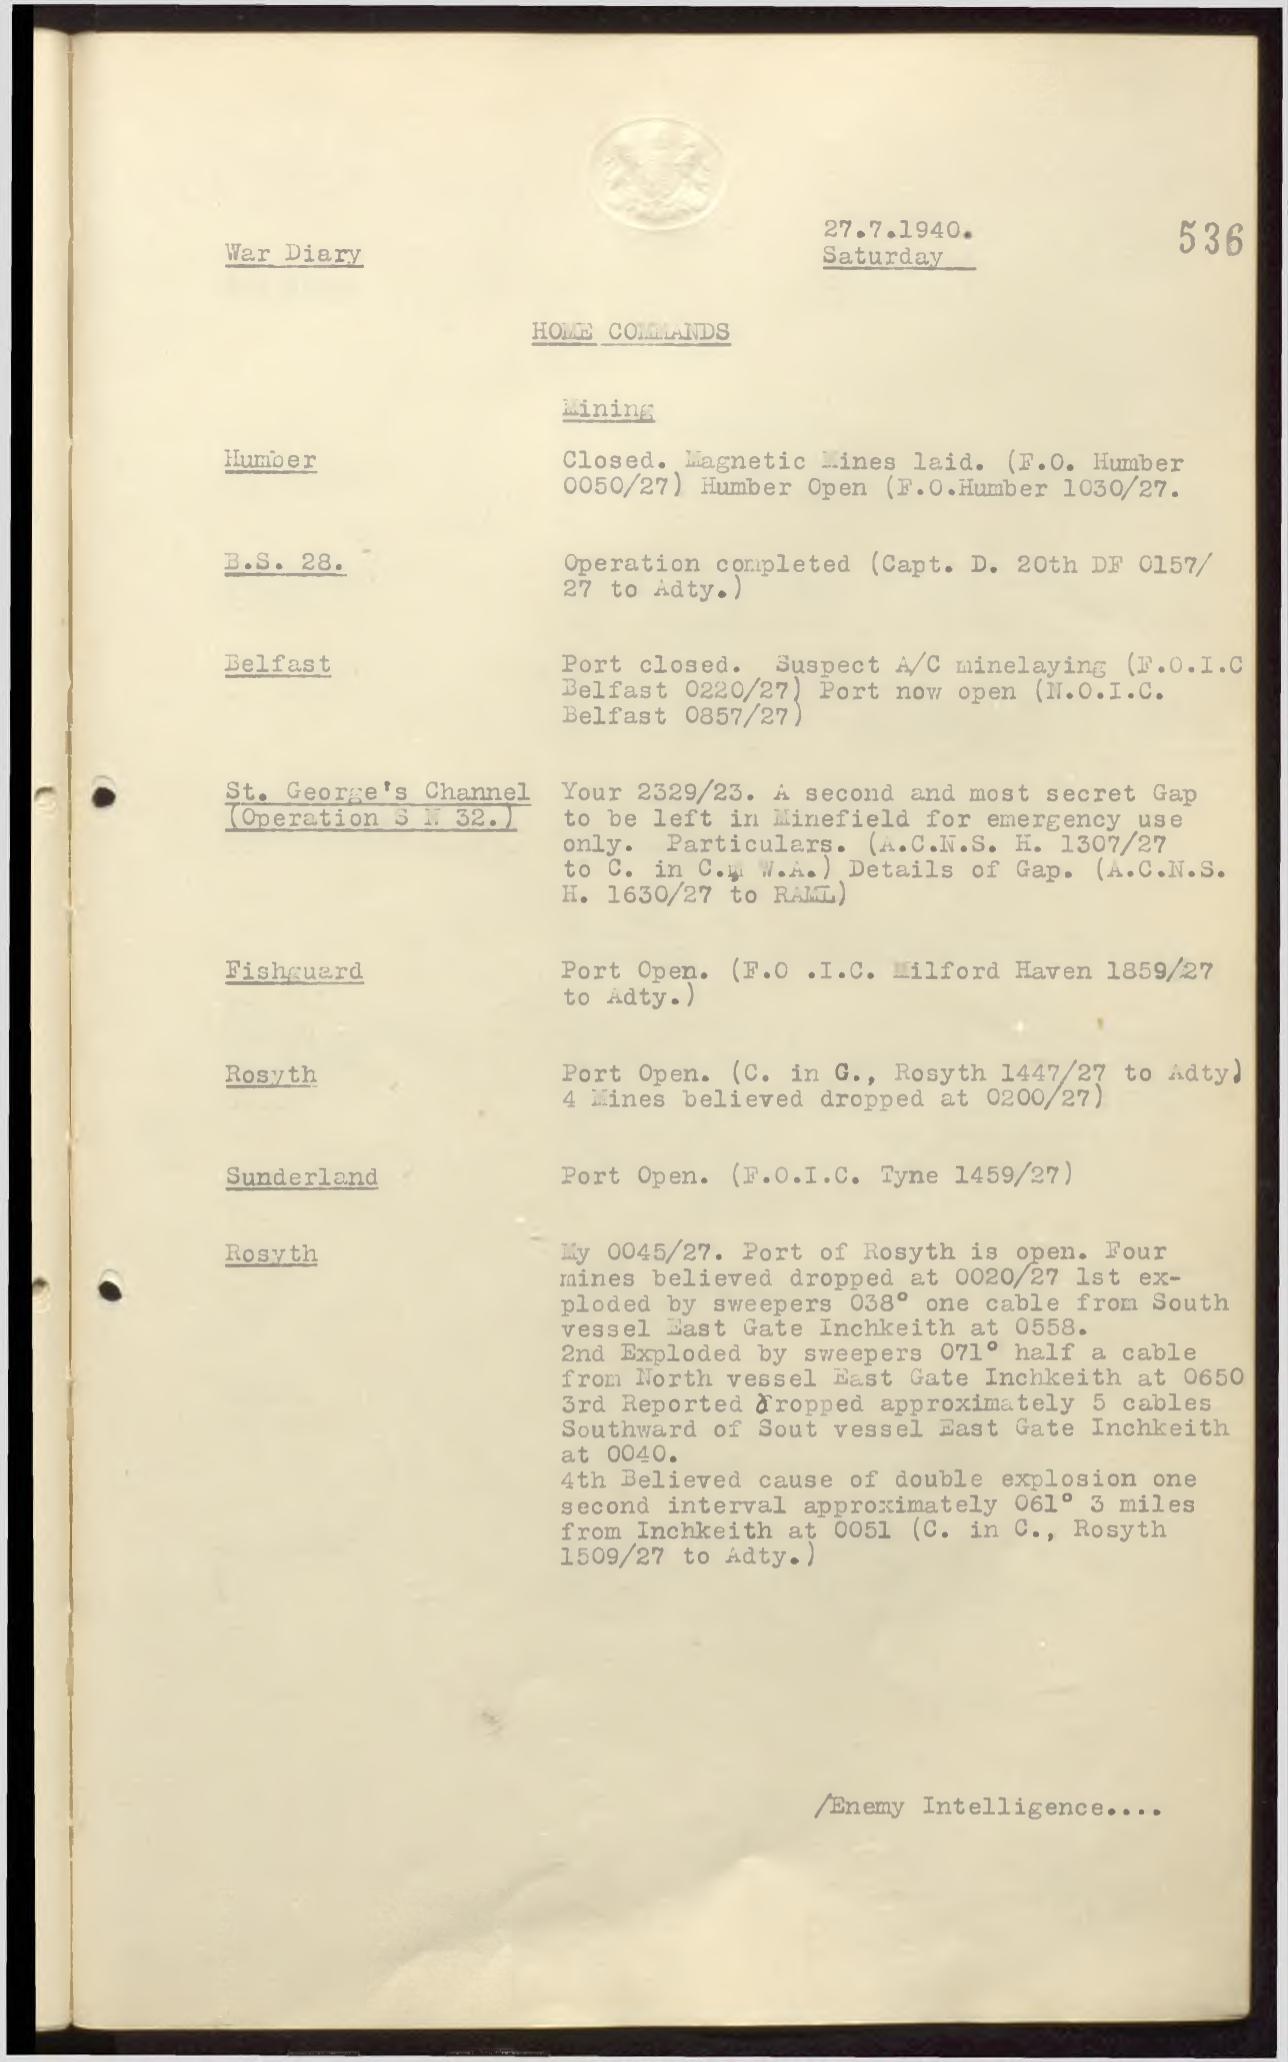 War Diary
27.7.1940.
Saturday
536
HOME COMMANDS
Mining
Humber
Closed. Magnetic Mines laid. (F.O. Humber
0050/27) Humber Open (F.O.Humber 1030/27.
B.S. 28.
Operation completed (Capt. D. 20th DF 0157/
27 to Adty.)
Belfast
Port closed. Suspect A/C minelaying (F.O.I.C
Belfast 0220/27) Port now open (N.O.I.C.
Belfast 0857/27)
St. George's Channel
(Operation S N 32.)
Your 2329/23. A second and most secret Gap
to be left in Minefield for emergency use
only. Particulars. (A.C.N.S. H. 1307/27
to C. in C., W.A.) Details of Gap. (A.C.N.S.
H. 1630/27 to RAML)
Fishguard
Port Open. (F.O .I.C. Milford Haven 1859/27
to Adty.)
Rosyth
Port Open. (C. in G., Rosyth 1447/27 to Adty)
4 Mines believed dropped at 0200/27)
Sunderland
Port Open. (F.O.I.C. Tyne 1459/27)
Rosyth
My 0045/27. Port of Rosyth is open. Four
mines believed dropped at 0020/27 1st ex-
ploded by sweepers 038° one cable from South
vessel East Gate Inchkeith at 0558.
2nd Exploded by sweepers 071° half a cable
from North vessel East Gate Inchkeith at 0650
3rd Reported dropped approximately 5 cables
Southward of Sout vessel East Gate Inchkeith
at 0040.
4th Believed cause of double explosion one
second interval approximately 061° 3 miles
from Inchkeith at 0051 (C. in C., Rosyth
1509/27 to Adty.)
/Enemy Intelligence....